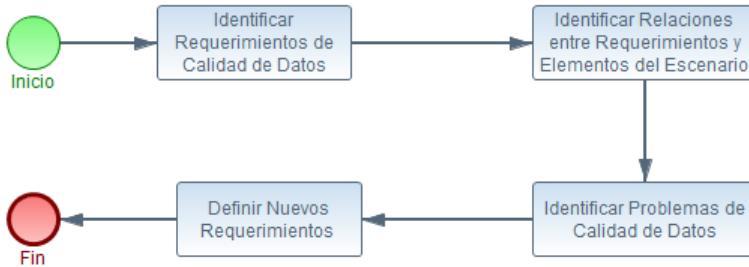 Inicio
Identificar
Requerimientos de
Calidad de Datos
Identificar Relaciones
entre Requerimientos y
Elementos del Escenario
Identificar Problemas de
Calidad de Datos
Definir Nuevos
Requerimientos
Fin